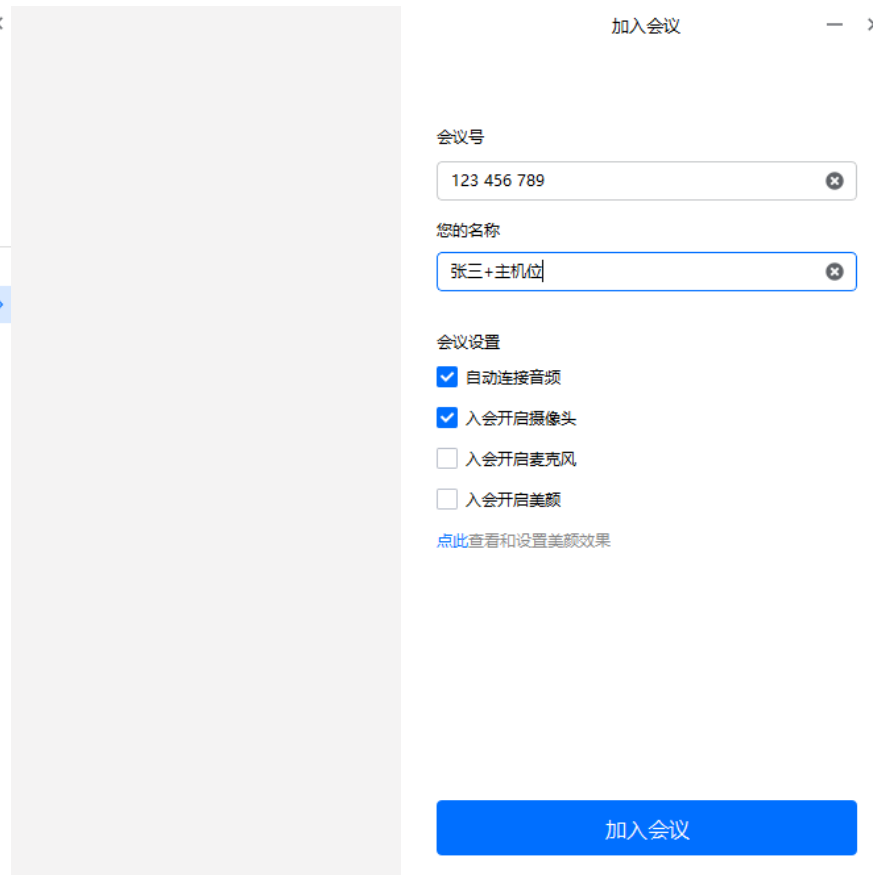 加入会议
会议号
123 456 789
您的名称
张三+主机位
会议设置
自动连接音频
入会开启摄像头
入会开启麦克风
入会开启美颜
点此查看和设置美颜效果
加入会议